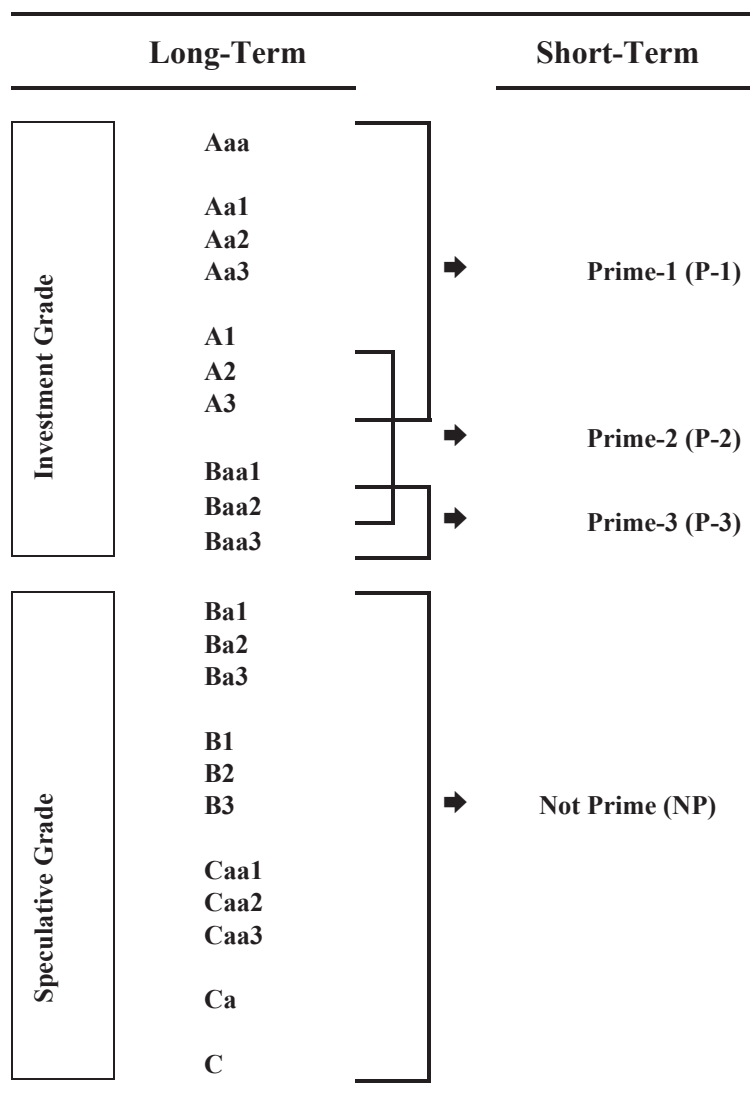 Long-Term Short-Term
Investment Grade
Aaa
Aa1
Aa2
Aa3 Prime-1 (P-1)
A1
A2
A3
Prime-2 (P-2)
Baa1
Baa2 Prime-3 (P-3)
Baa3
Speculative Grade
Ba1
Ba2
Ba3
B1
B2
B3 Not Prime (NP)
Caa1
Caa2
Caa3
Ca
C